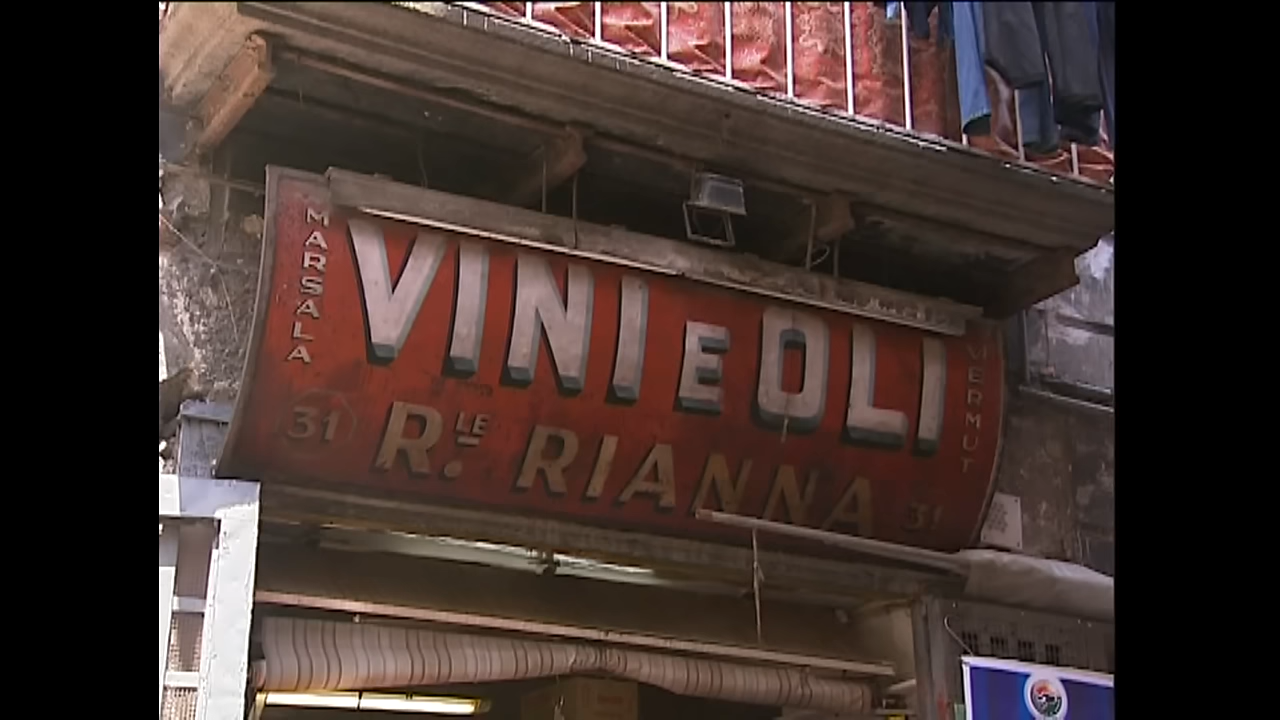 MARSALA
VINI E OLI
VERMUT
31
R.LE RIANNA
31